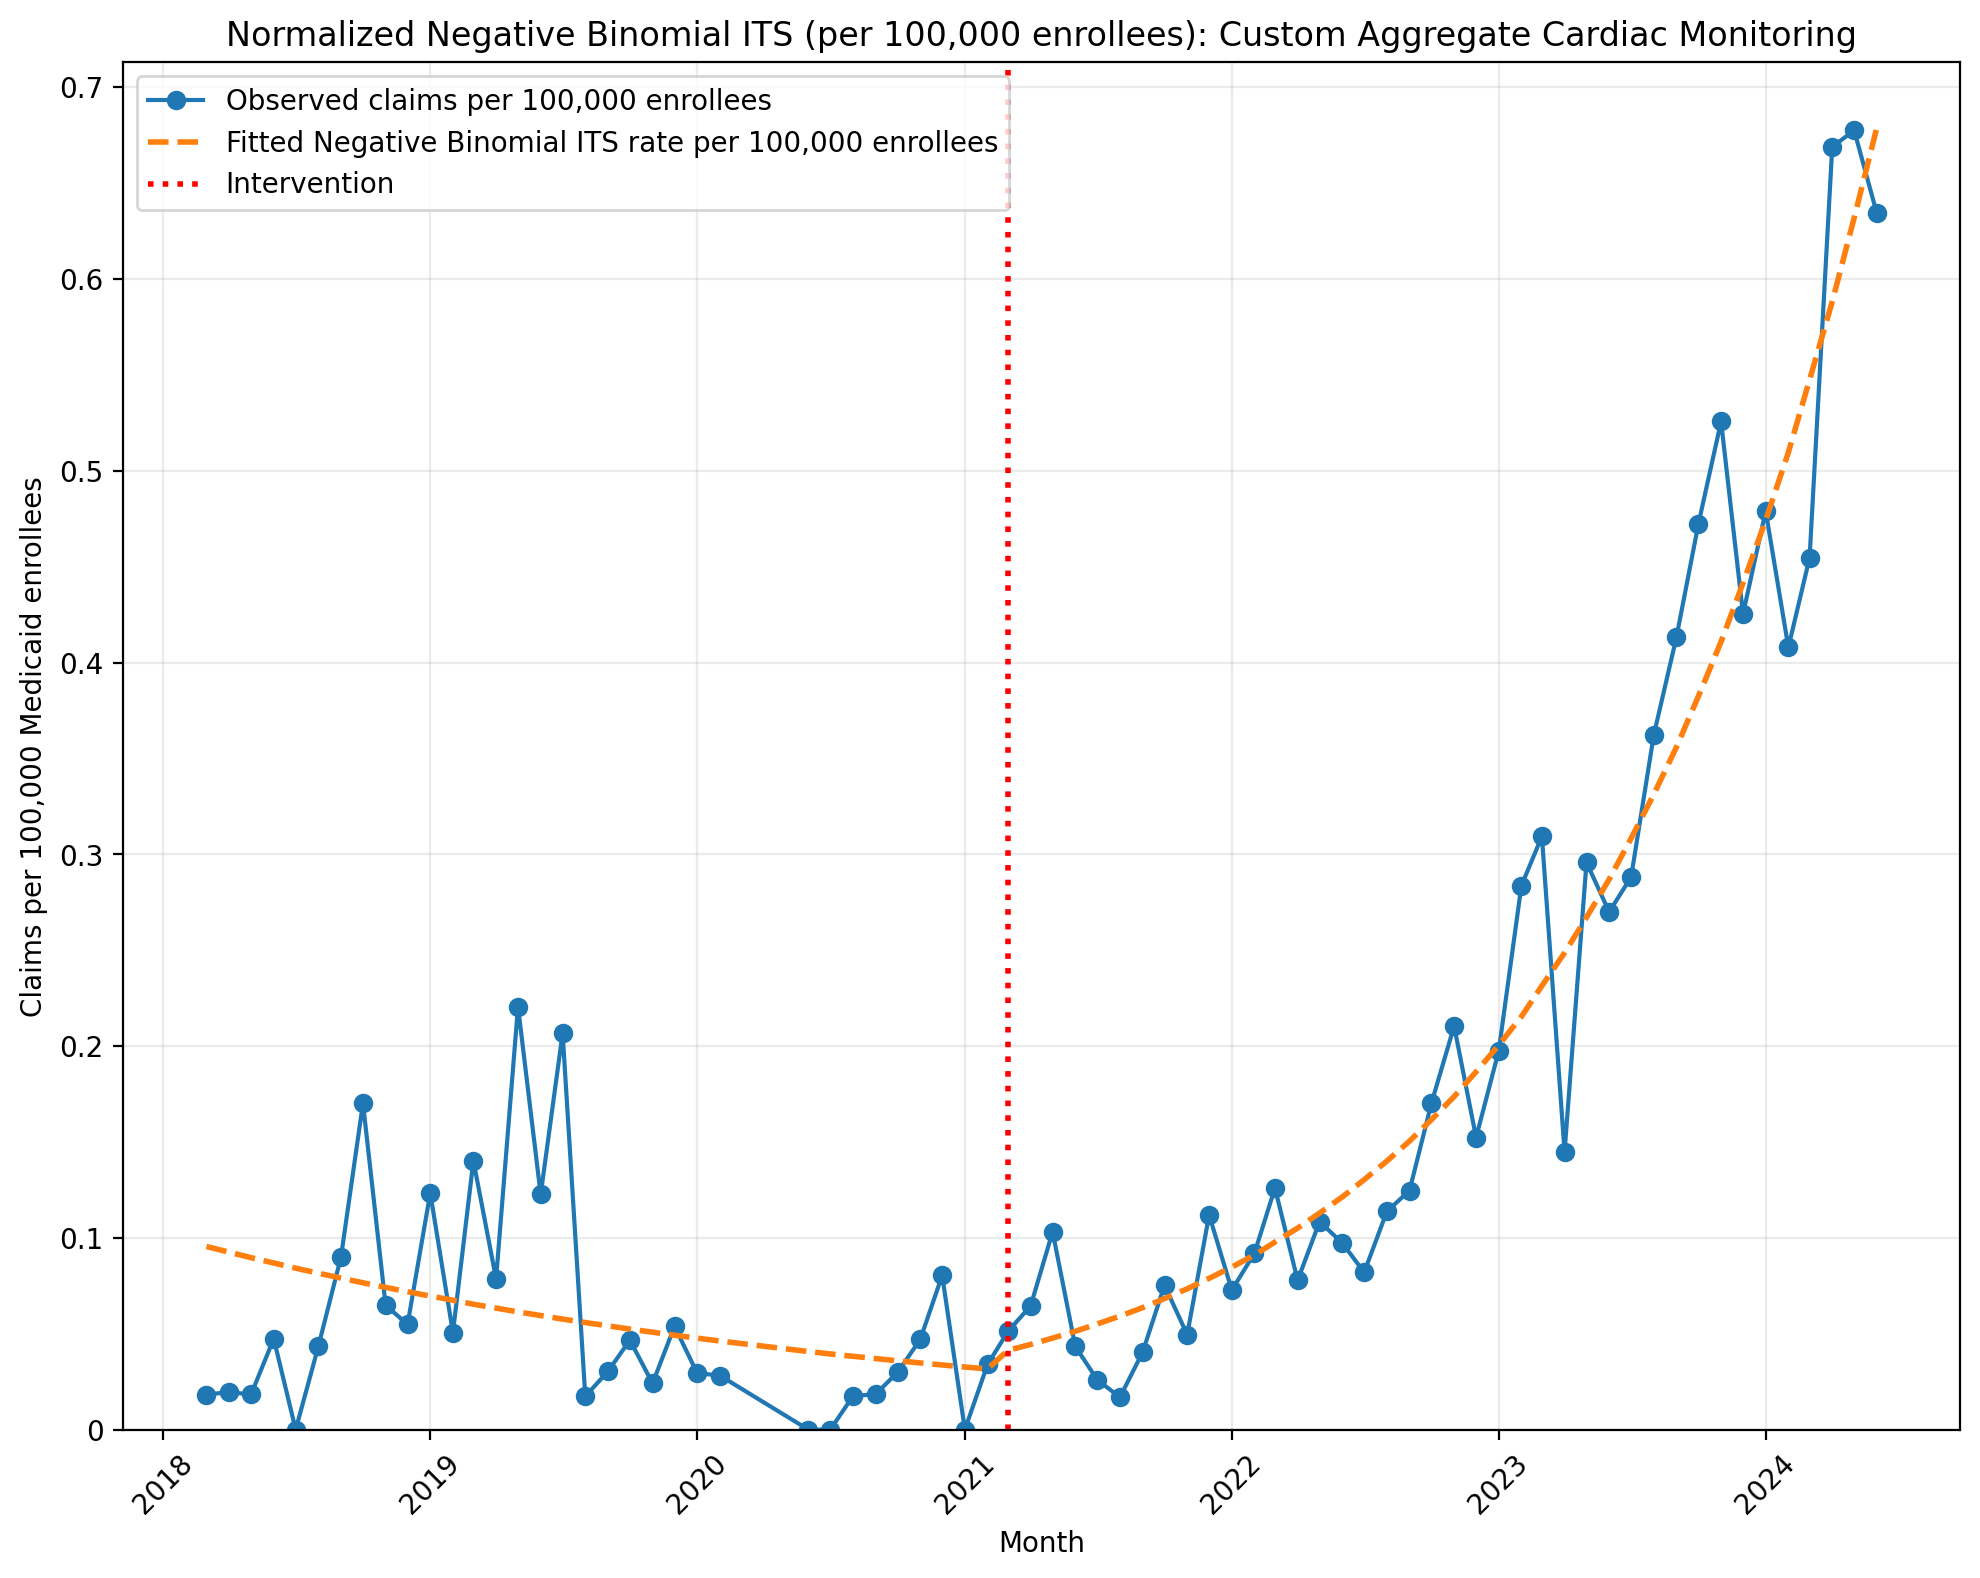 Normalized Negative Binomial ITS (per 100,000 enrollees): Custom Aggregate Cardiac Monitoring
Observed claims per 100,000 enrollees
Fitted Negative Binomial ITS rate per 100,000 enrollees
Intervention
Claims per 100,000 Medicaid enrollees
0.7
0.6
0.5
0.4
0.3
0.2
0.1
0
2018
2019
2020
2021
2022
2023
2024
Month